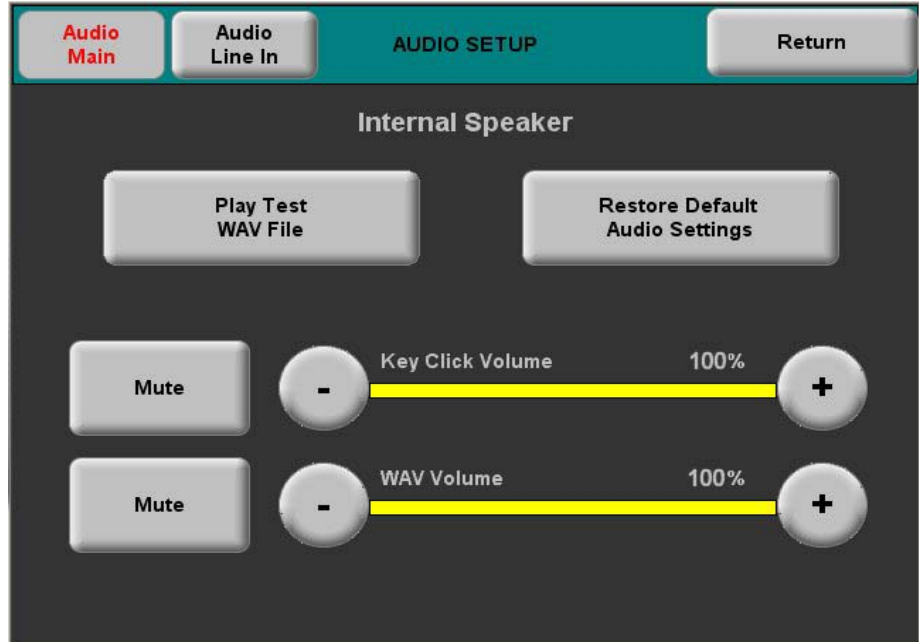 Audio
Main
Audio
Line In
AUDIO SETUP
Return
Internal Speaker
Play Test
WAV File
Restore Default
Audio Settings
Mute
-
Key Click Volume
100%
+
Mute
-
WAV Volume
100%
+